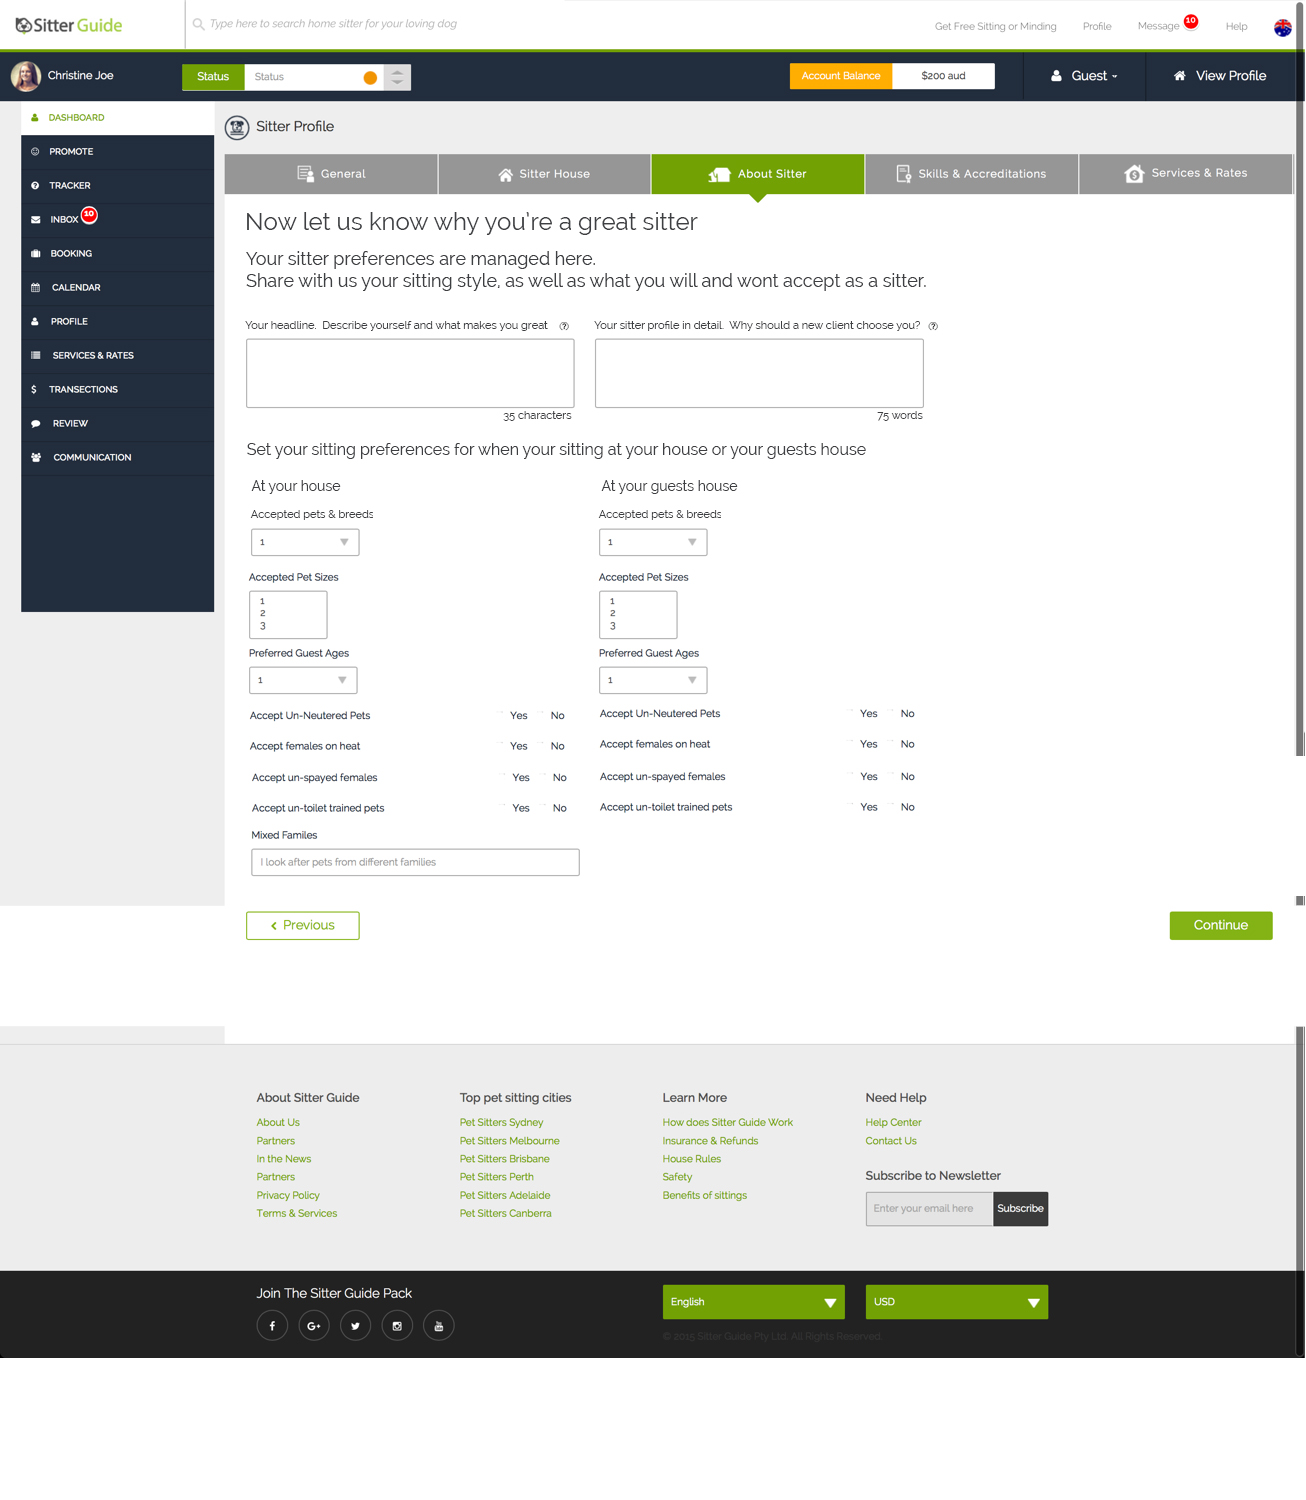 Sitter Guide
Type here to search home sitter for your loving dog
Get Free Sitting or Minding
Profile
Message 10
Help
Christine Joe
Status
Status
Account Balance
$200 aud
Guest
View Profile
DASHBOARD
PROMOTE
TRACKER
INBOX 10
BOOKING
CALENDAR
PROFILE
SERVICES & RATES
TRANSECTIONS
REVIEW
COMMUNICATION
Sitter Profile
General
Sitter House
About Sitter
Skills & Accreditations
Services & Rates
Now let us know why you're a great sitter
Your sitter preferences are managed here.
Share with us your sitting style, as well as what you will and wont accept as a sitter.
Your headline. Describe yourself and what makes you great ?
35 characters
Your sitter profile in detail. Why should a new client choose you? ?
75 words
Set your sitting preferences for when your sitting at your house or your guests house
At your house
Accepted pets & breeds
1
Accepted Pet Sizes
1
2
3
Preferred Guest Ages
1
Accept Un-Neutered Pets Yes No
Accept females on heat Yes No
Accept un-spayed females Yes No
Accept un-toilet trained pets Yes No
Mixed Familes
I look after pets from different families
At your guests house
Accepted pets & breeds
1
Accepted Pet Sizes
1
2
3
Preferred Guest Ages
1
Accept Un-Neutered Pets Yes No
Accept females on heat Yes No
Accept un-spayed females Yes No
Accept un-toilet trained pets Yes No
Previous
Continue
About Sitter Guide
About Us
Partners
In the News
Partners
Privacy Policy
Terms & Services
Top pet sitting cities
Pet Sitters Sydney
Pet Sitters Melbourne
Pet Sitters Brisbane
Pet Sitters Perth
Pet Sitters Adelaide
Pet Sitters Canberra
Learn More
How does Sitter Guide Work
Insurance & Refunds
House Rules
Safety
Benefits of sittings
Need Help
Help Center
Contact Us
Subscribe to Newsletter
Enter your email here
Subscribe
Join The Sitter Guide Pack
English
USD
© 2015 Sitter Guide Pty Ltd. All Rights Reserved.